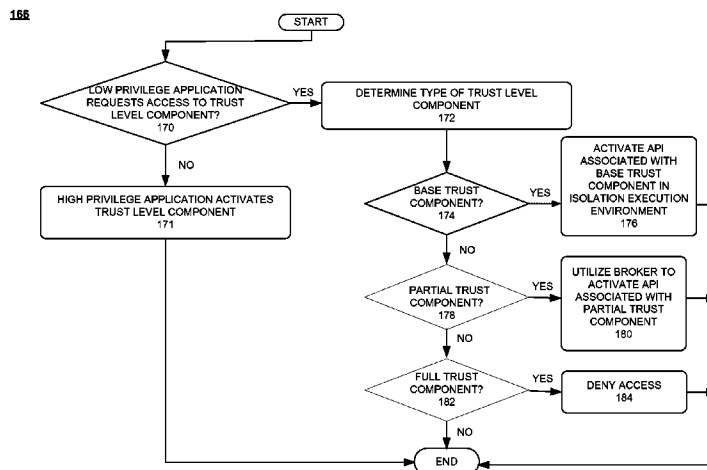 166
START
LOW PRIVILEGE APPLICATION
REQUESTS ACCESS TO TRUST
LEVEL COMPONENT?
170
YES
DETERMINE TYPE OF TRUST LEVEL
COMPONENT
172
NO
HIGH PRIVILEGE APPLICATION ACTIVATES
TRUST LEVEL COMPONENT
171
BASE TRUST
COMPONENT?
174
YES
ACTIVATE API
ASSOCIATED WITH
BASE TRUST
COMPONENT IN
ISOLATION EXECUTION
ENVIRONMENT
176
NO
PARTIAL TRUST
COMPONENT?
178
YES
UTILIZE BROKER TO
ACTIVATE API
ASSOCIATED WITH
PARTIAL TRUST
COMPONENT
180
NO
FULL TRUST
COMPONENT?
182
YES
DENY ACCESS
184
NO
END